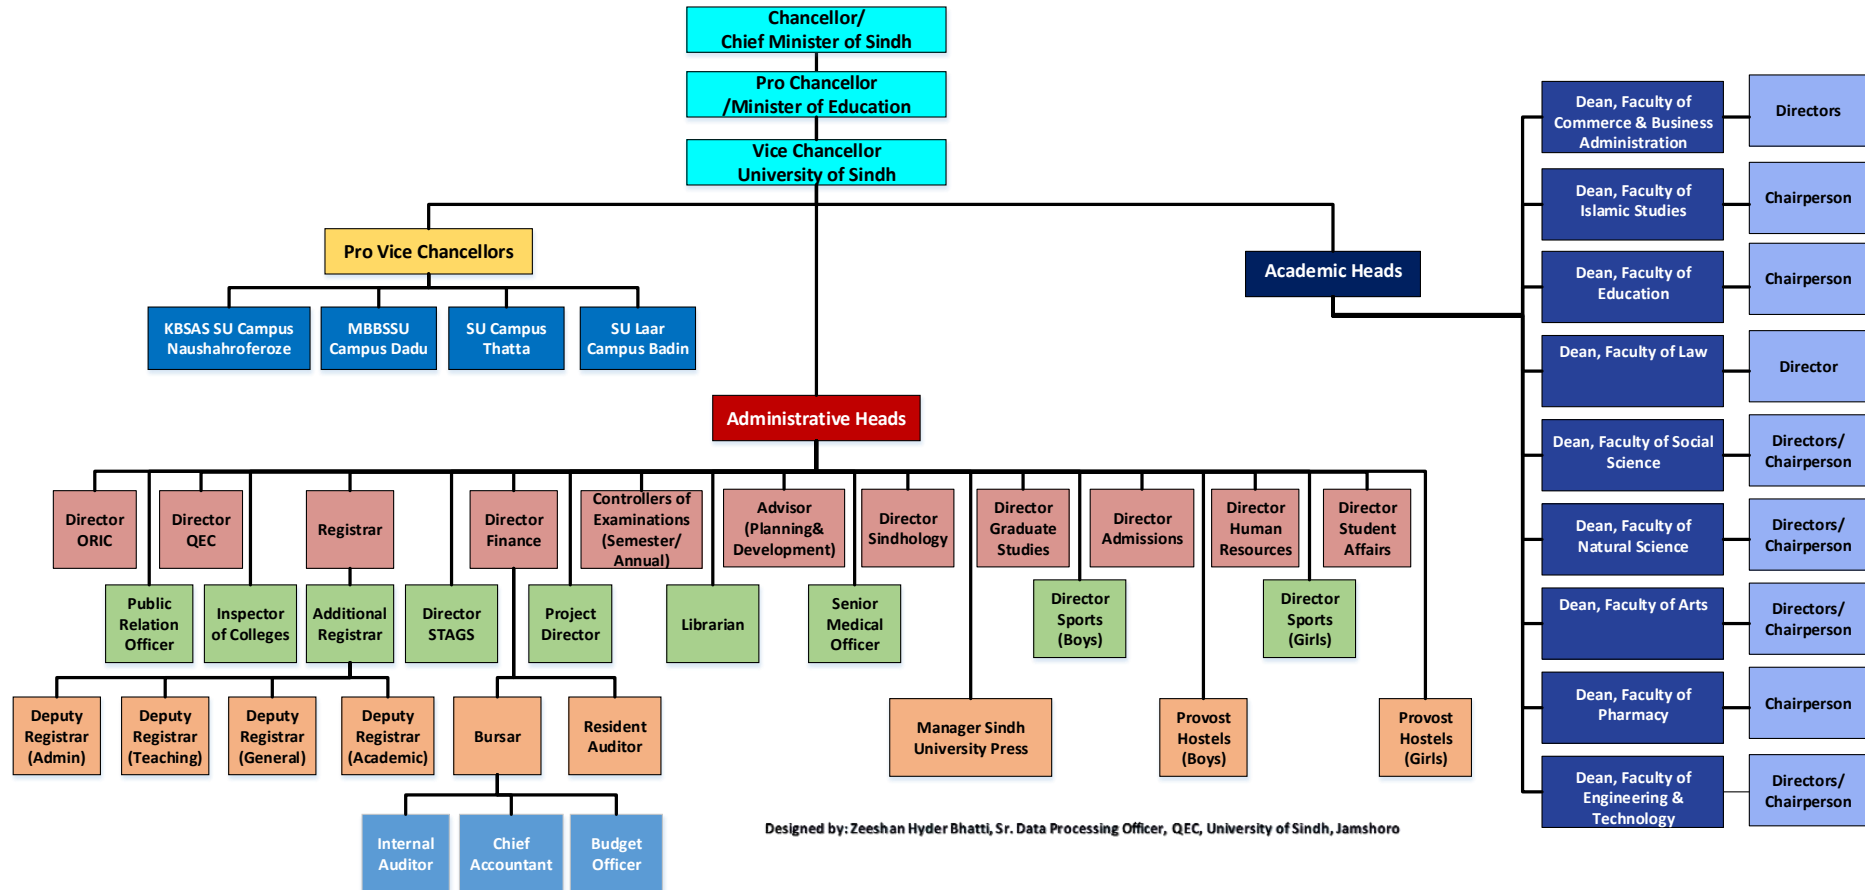 Chancellor/
Chief Minister of Sindh
Pro Chancellor
/Minister of Education
Vice Chancellor
University of Sindh
Pro Vice Chancellors
KBSAS SU Campus
Naushahroferoze
MBBSSU
Campus Dadu
SU Campus
Thatta
SU Laar
Campus Badin
Academic Heads
Dean, Faculty of
Commerce & Business
Administration
Directors
Dean, Faculty of
Islamic Studies
Chairperson
Dean, Faculty of
Education
Chairperson
Dean, Faculty of Law
Director
Dean, Faculty of Social
Science
Directors/
Chairperson
Dean, Faculty of
Natural Science
Directors/
Chairperson
Dean, Faculty of Arts
Directors/
Chairperson
Dean, Faculty of
Pharmacy
Chairperson
Dean, Faculty of
Engineering &
Technology
Directors/
Chairperson
Administrative Heads
Director
ORIC
Director
QEC
Registrar
Director
Finance
Controllers of
Examinations
(Semester/
Annual)
Advisor
(Planning&
Development)
Director
Sindhology
Director
Graduate
Studies
Director
Admissions
Director
Human
Resources
Director
Student
Affairs
Public
Relation
Officer
Inspector
of Colleges
Additional
Registrar
Director
STAGS
Project
Director
Librarian
Senior
Medical
Officer
Director
Sports
(Boys)
Director
Sports
(Girls)
Deputy
Registrar
(Admin)
Deputy
Registrar
(Teaching)
Deputy
Registrar
(General)
Deputy
Registrar
(Academic)
Bursar
Resident
Auditor
Manager Sindh
University Press
Provost
Hostels
(Boys)
Provost
Hostels
(Girls)
Internal
Auditor
Chief
Accountant
Budget
Officer
Designed by: Zeeshan Hyder Bhatti, Sr. Data Processing Officer, QEC, University of Sindh, Jamshoro